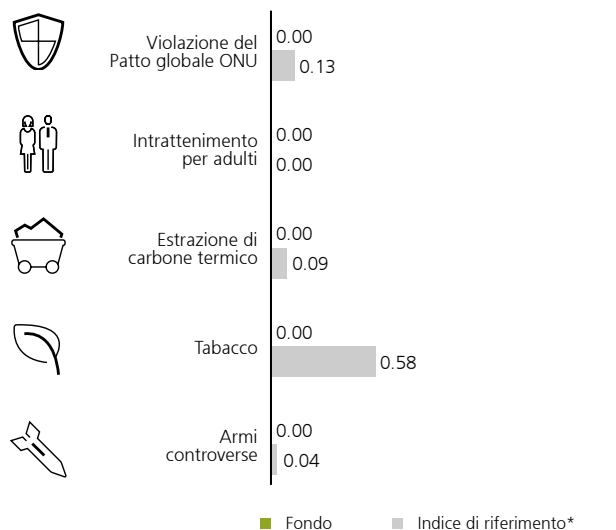 0.00
Violazione del
Patto globale ONU
0.13
0.00
Intrattenimento
per adulti
0.00
0.00
Estrazione di
carbone termico
0.09
0.00
Tabacco
0.58
0.00
Armi
controverse
0.04
Fondo Indice di riferimento*